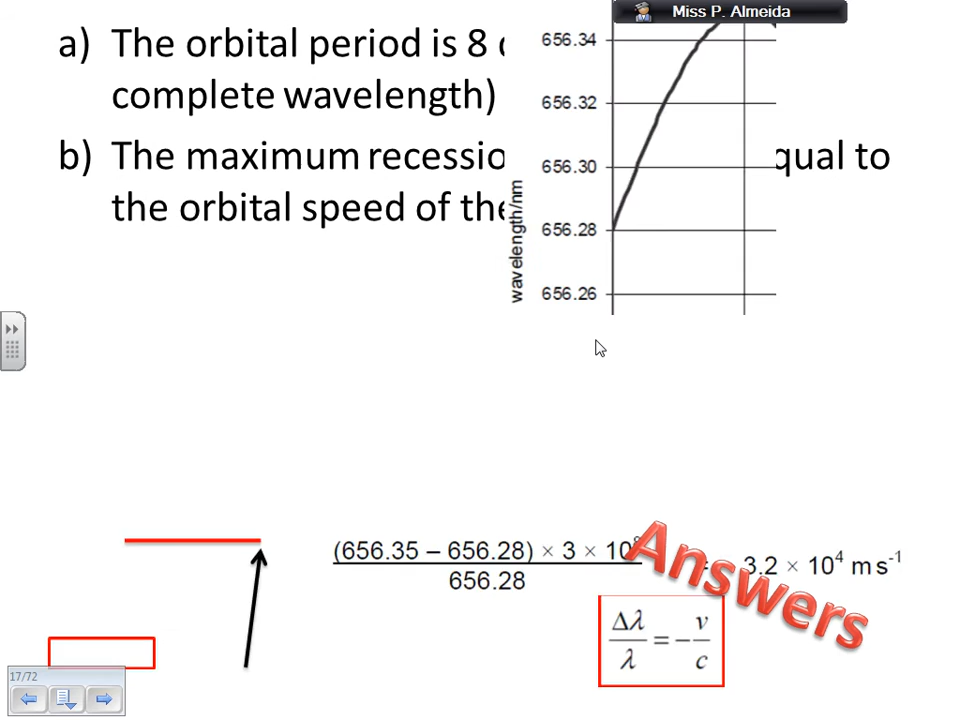 Miss P. Almeida
a) The orbital period is 8
complete wavelength)
b) The maximum recessio qual to
the orbital speed of the
wavelength/nm
656.34
656.32
656.30
656.28
656.26
(656.35 – 656.28) × 3 × 10⁸
656.28
= 3.2 × 10⁴ m s⁻¹
Answers
Δλ/λ = − v/c
17/72